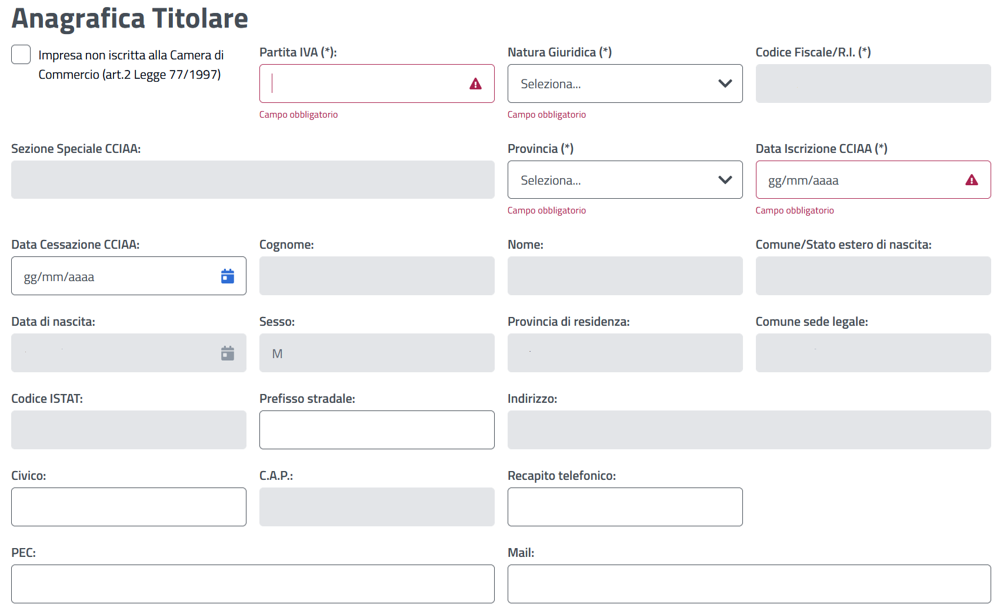 Anagrafica Titolare
Impresa non iscritta alla Camera di
Commercio (art.2 Legge 77/1997)
Partita IVA (*):
Campo obbligatorio
Natura Giuridica (*)
Seleziona...
Campo obbligatorio
Codice Fiscale/R.I. (*)
Sezione Speciale CCIAA:
Provincia (*)
Seleziona...
Campo obbligatorio
Data Iscrizione CCIAA (*)
gg/mm/aaaa
Campo obbligatorio
Data Cessazione CCIAA:
gg/mm/aaaa
Cognome:
Nome:
Comune/Stato estero di nascita:
Data di nascita:
Sesso:
M
Provincia di residenza:
Comune sede legale:
Codice ISTAT:
Prefisso stradale:
Indirizzo:
Civico:
C.A.P.:
Recapito telefonico:
PEC:
Mail: